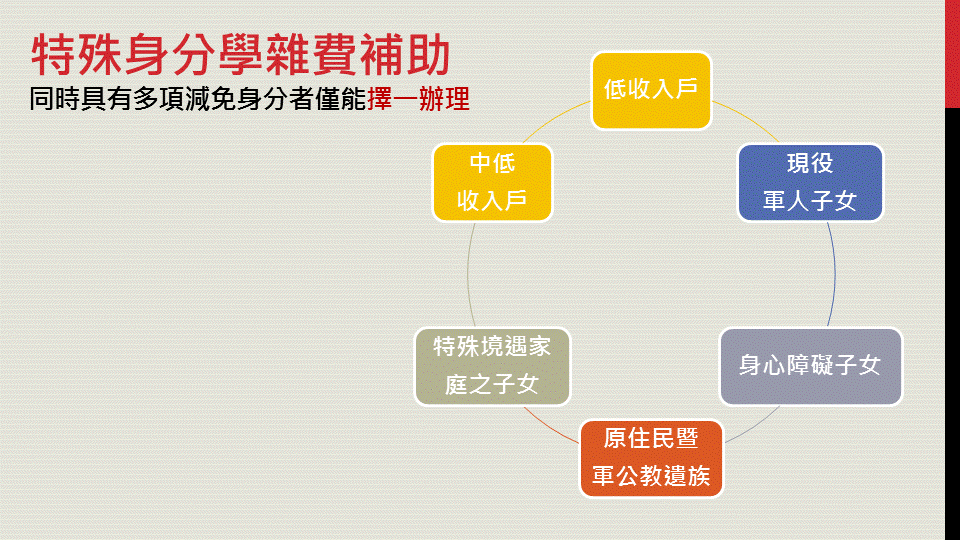 特殊身分學雜費補助
同時具有多項減免身分者僅能擇一辦理
低收入戶
現役
軍人子女
身心障礙子女
原住民暨
軍公教遺族
特殊境遇家
庭之子女
中低
收入戶